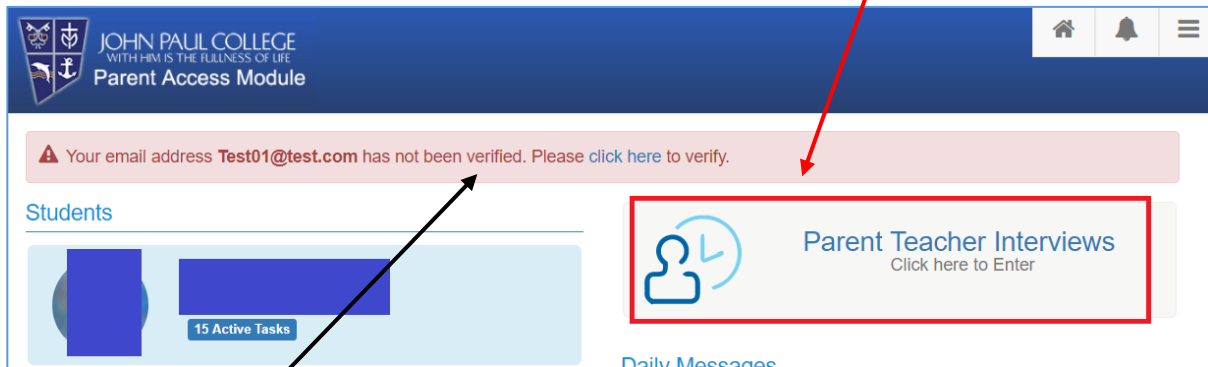 JOHN PAUL COLLEGE
WITH HIM IS THE FULLNESS OF LIFE
Parent Access Module
Your email address Test01@test.com has not been verified. Please click here to verify.
Students
15 Active Tasks
Parent Teacher Interviews
Click here to Enter
Daily Messages